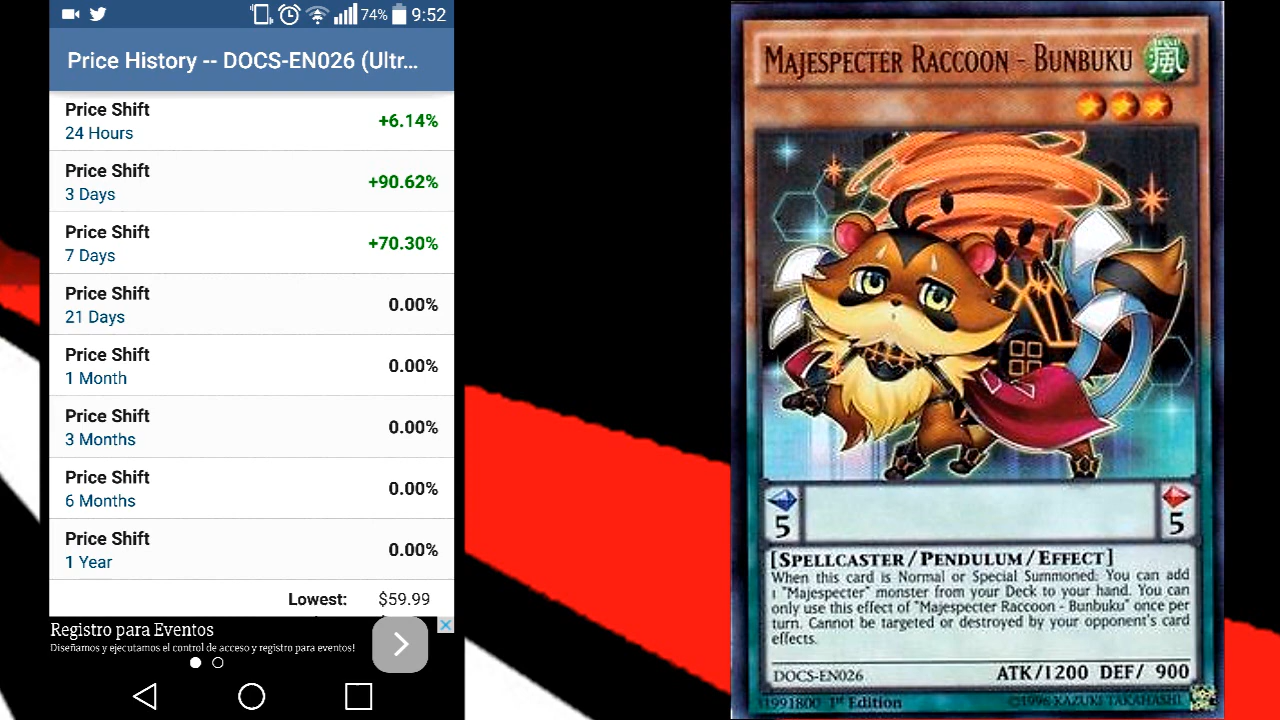 74% 9:52
Price History -- DOCS-EN026 (Ultr...
Price Shift
24 Hours
+6.14%
Price Shift
3 Days
+90.62%
Price Shift
7 Days
+70.30%
Price Shift
21 Days
0.00%
Price Shift
1 Month
0.00%
Price Shift
3 Months
0.00%
Price Shift
6 Months
0.00%
Price Shift
1 Year
0.00%
Lowest: $59.99
Registro para Eventos
Diseñamos y ejecutamos el control de acceso y registro para eventos!
MAJESPECTER RACCOON - BUNBUKU
風
5
5
[SPELLCASTER/PENDULUM/EFFECT]
When this card is Normal or Special Summoned: You can add
1 "Majespecter" monster from your Deck to your hand. You can
only use this effect of "Majespecter Raccoon - Bunbuku" once per
turn. Cannot be targeted or destroyed by your opponent's card
effects.
DOCS-EN026
ATK/1200 DEF/ 900
1st Edition
©1996 KAZUKI TAKAHASHI